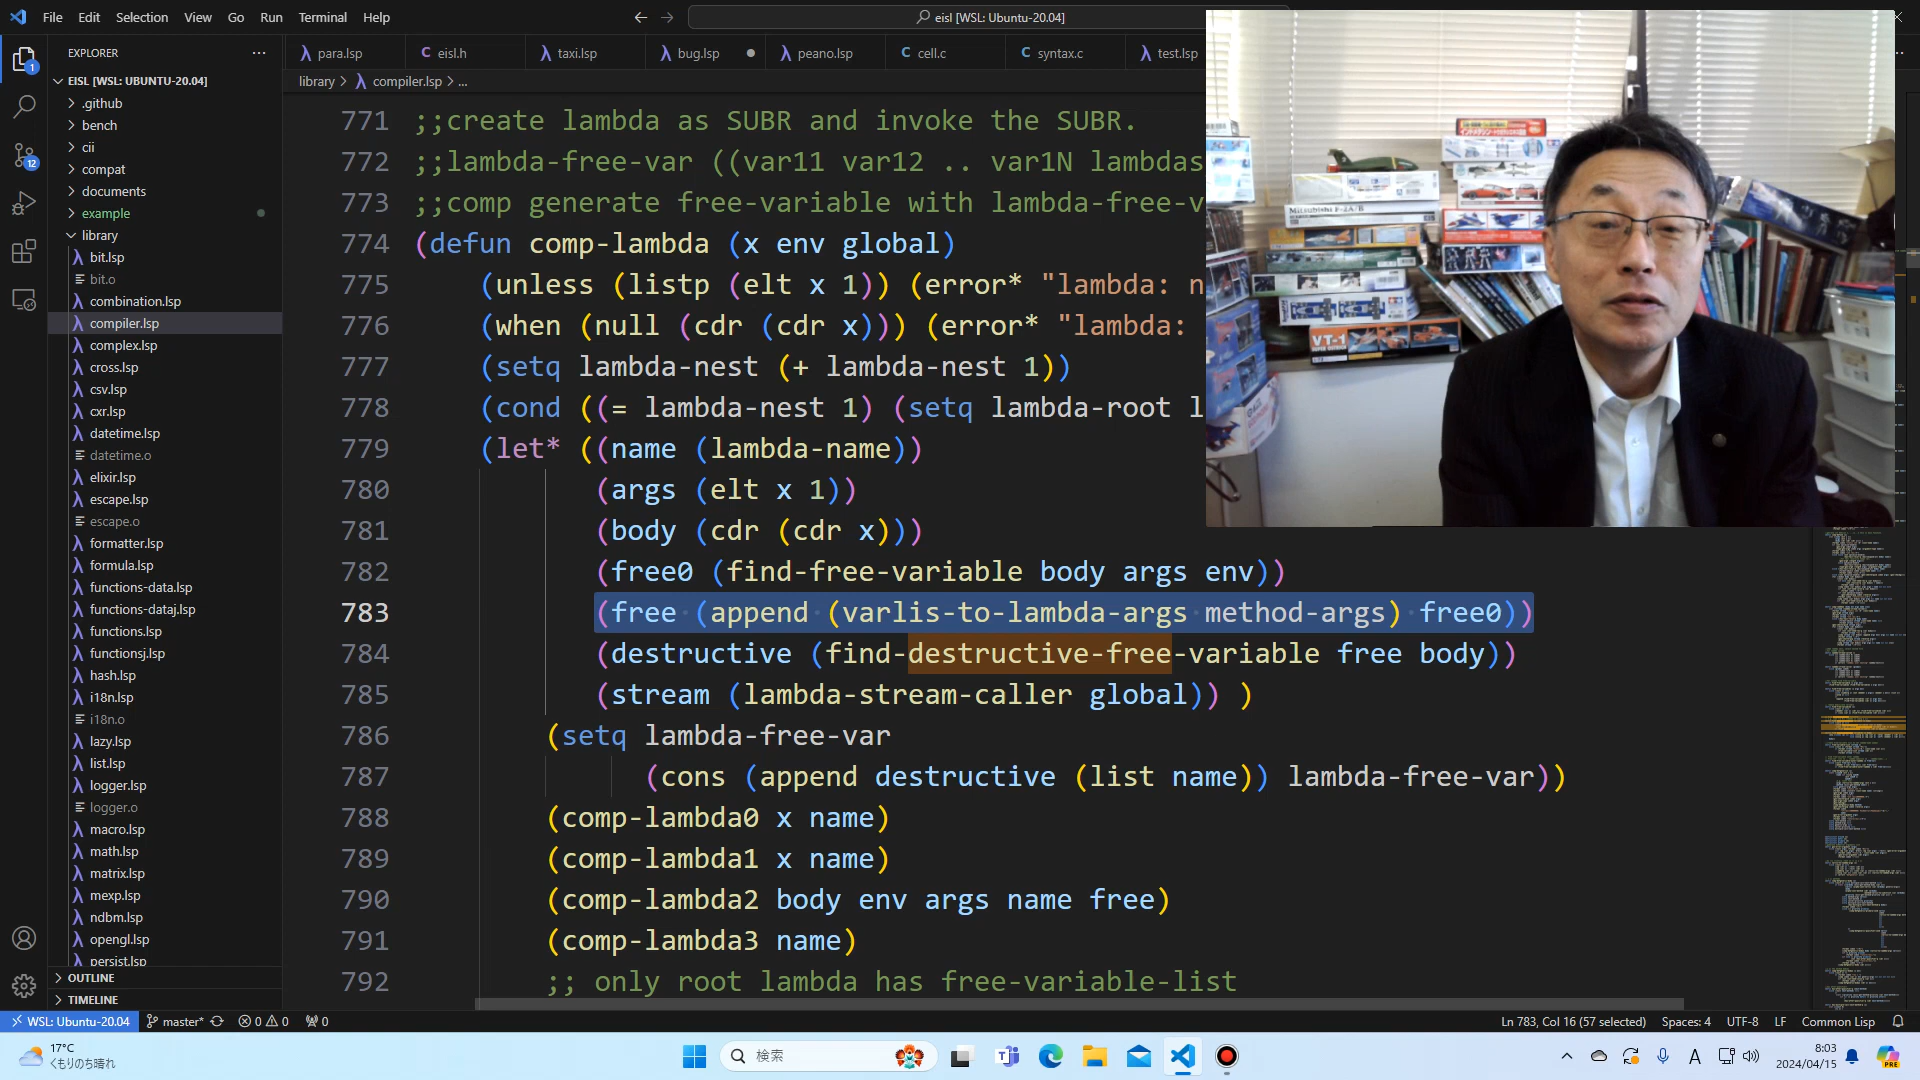 File Edit Selection View Go Run Terminal Help
eisl [WSL: Ubuntu-20.04]
EXPLORER
para.lsp
eisl.h
taxi.lsp
bug.lsp
peano.lsp
cell.c
syntax.c
test.lsp
library > compiler.lsp > ...
EISL [WSL: UBUNTU-20.04]
.github
bench
cii
compat
documents
example
library
bit.lsp
bit.o
combination.lsp
compiler.lsp
complex.lsp
cross.lsp
csv.lsp
cxr.lsp
datetime.lsp
datetime.o
elixir.lsp
escape.lsp
escape.o
formatter.lsp
formula.lsp
functions-data.lsp
functions-dataj.lsp
functions.lsp
functionsj.lsp
hash.lsp
i18n.lsp
i18n.o
lazy.lsp
list.lsp
logger.lsp
logger.o
macro.lsp
math.lsp
matrix.lsp
mexp.lsp
ndbm.lsp
opengl.lsp
persist.lsp
OUTLINE
TIMELINE
771 ;;create lambda as SUBR and invoke the SUBR.
772 ;;lambda-free-var ((var11 var12 .. var1N lambdas
773 ;;comp generate free-variable with lambda-free-v
774 (defun comp-lambda (x env global)
775 (unless (listp (elt x 1)) (error* "lambda: n
776 (when (null (cdr (cdr x))) (error* "lambda:
777 (setq lambda-nest (+ lambda-nest 1))
778 (cond ((= lambda-nest 1) (setq lambda-root l
779 (let* ((name (lambda-name))
780 (args (elt x 1))
781 (body (cdr (cdr x)))
782 (free0 (find-free-variable body args env))
783 (free (append (varlis-to-lambda-args method-args) free0))
784 (destructive (find-destructive-free-variable free body))
785 (stream (lambda-stream-caller global)) )
786 (setq lambda-free-var
787 (cons (append destructive (list name)) lambda-free-var))
788 (comp-lambda0 x name)
789 (comp-lambda1 x name)
790 (comp-lambda2 body env args name free)
791 (comp-lambda3 name)
792 ;; only root lambda has free-variable-list
Mitsubishi F-2A/B
VT-1
1
12
WSL: Ubuntu-20.04 master* 0 0 0
Ln 783, Col 16 (57 selected) Spaces: 4 UTF-8 LF Common Lisp
17°C
くもりのち晴れ
検索
A
8:03
2024/04/15
PRE